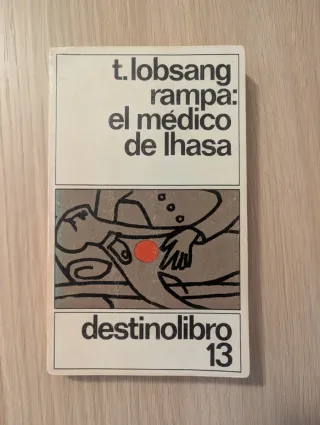 t.lobsang
rampa:
el médico
de lhasa
destinolibro
13